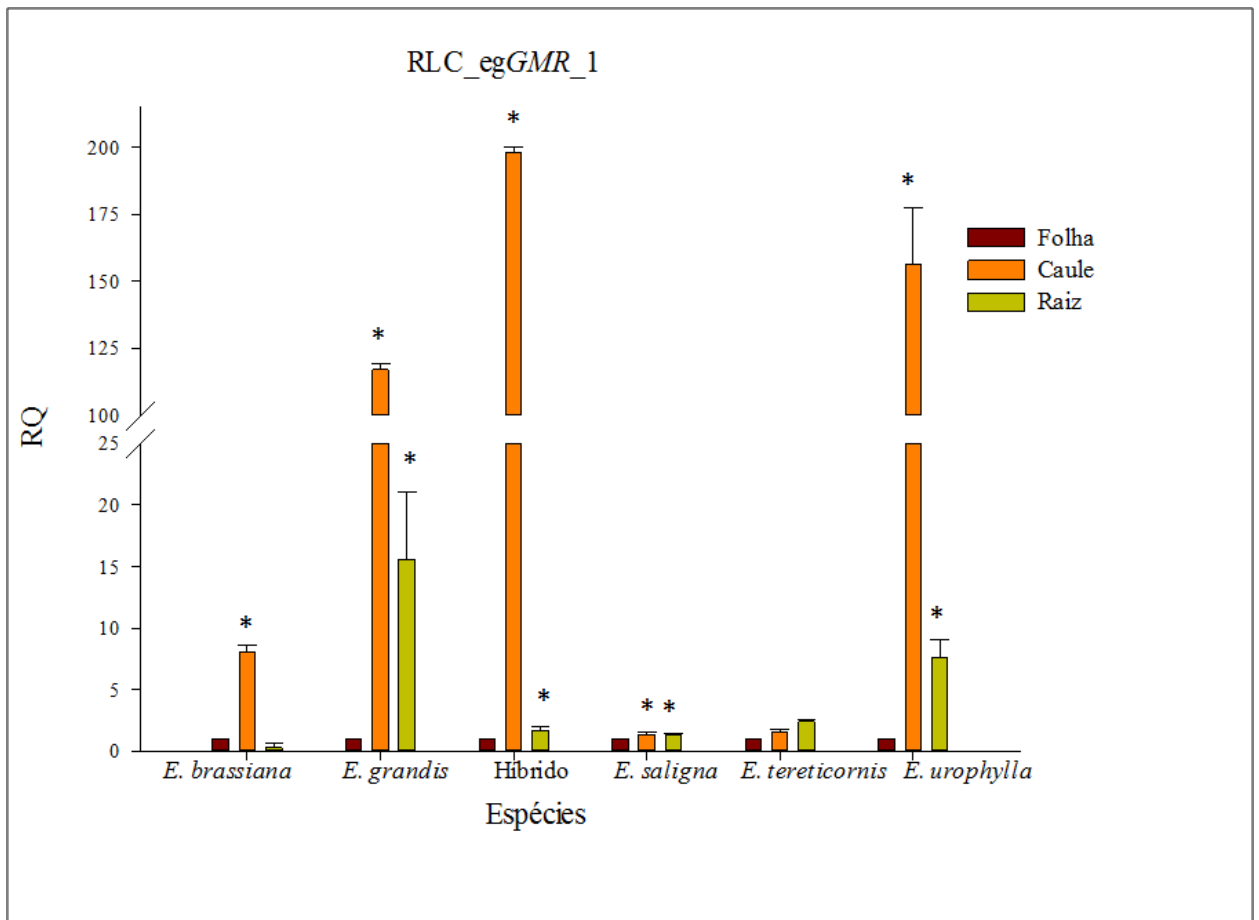 RLC_egGMR_1
*
*
*
*
*
*
*
*
*
200
175
150
125
100
25
20
15
10
5
0
RQ
Folha
Caule
Raiz
E. brassiana E. grandis Híbrido E. saligna E. tereticornis E. urophylla
Espécies